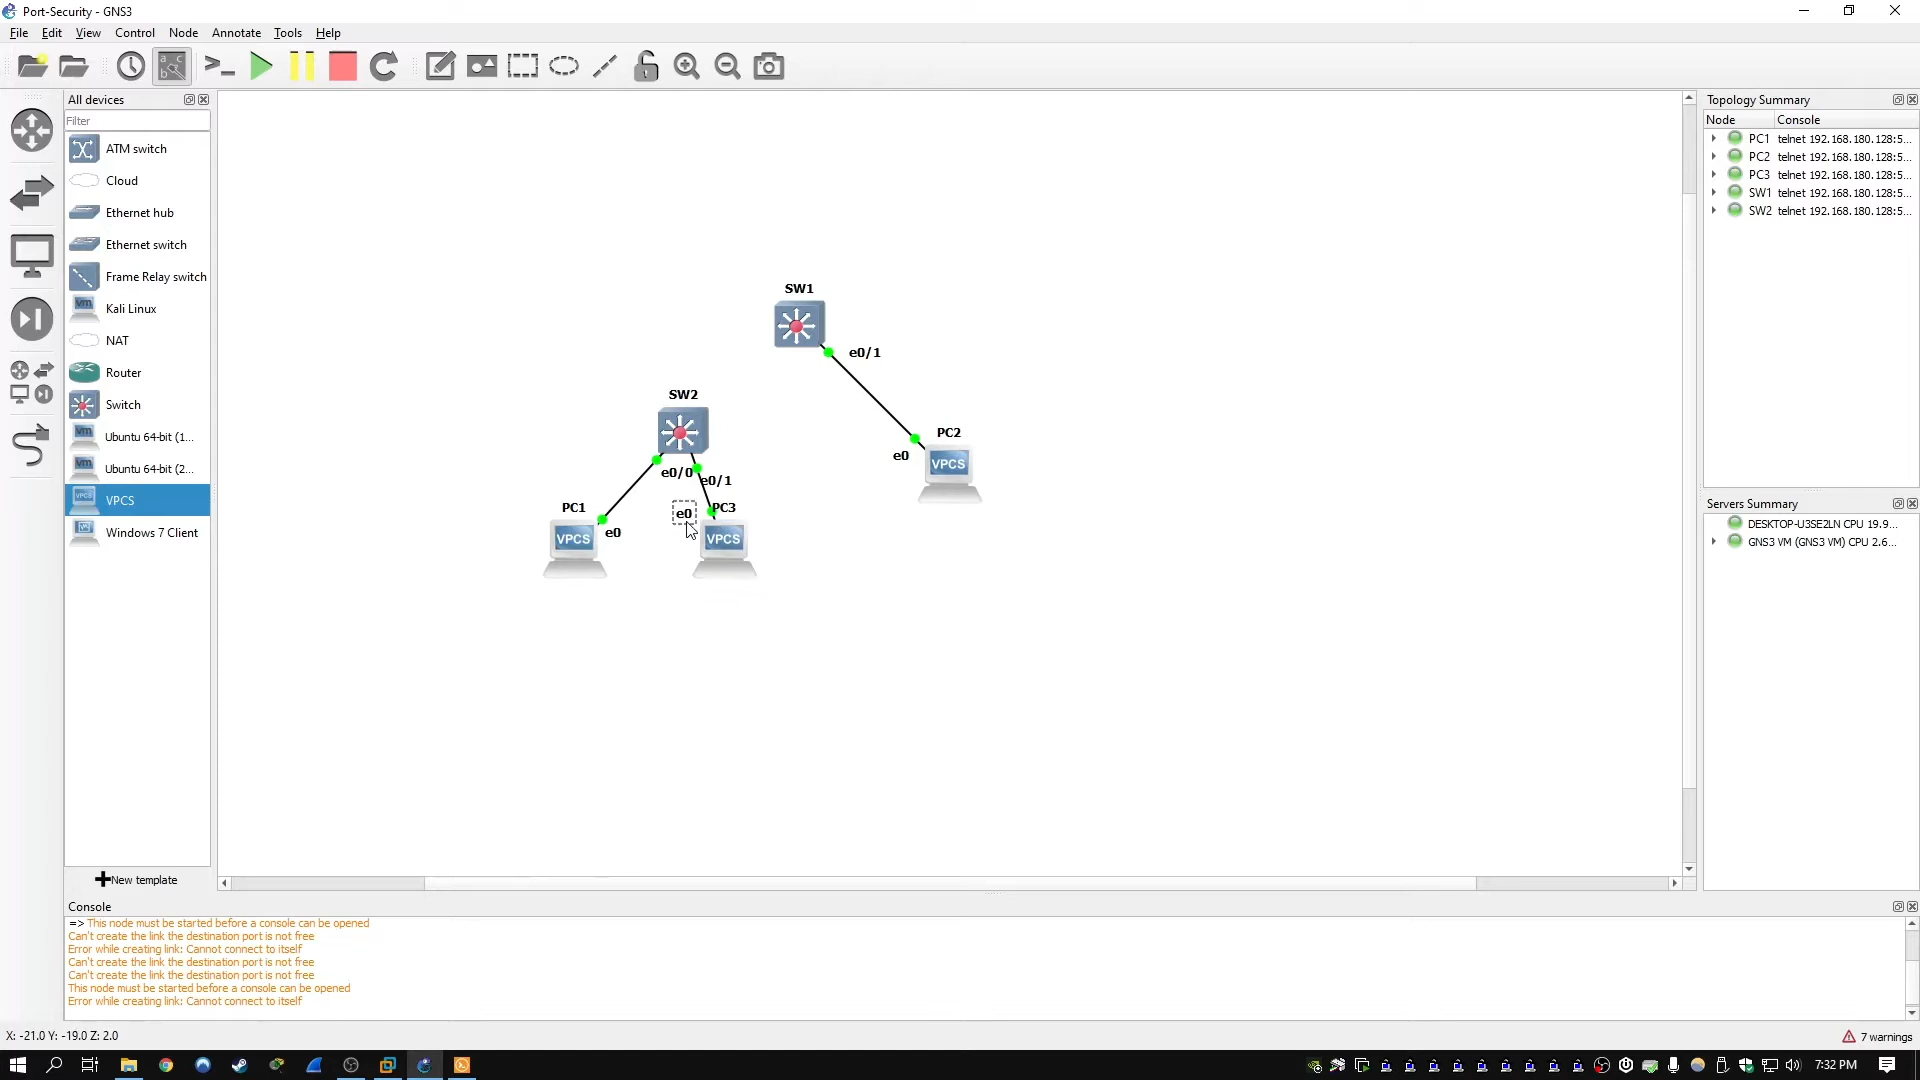 Port-Security - GNS3
File Edit View Control Node Annotate Tools Help
All devices
Filter
ATM switch
Cloud
Ethernet hub
Ethernet switch
Frame Relay switch
Kali Linux
NAT
Router
Switch
Ubuntu 64-bit (1...
Ubuntu 64-bit (2...
VPCS
Windows 7 Client
New template
SW1
e0/1
SW2
PC2
e0
VPCS
e0/0
e0/1
PC1
e0
PC3
e0
VPCS
VPCS
Topology Summary
Node Console
PC1 telnet 192.168.180.128:5...
PC2 telnet 192.168.180.128:5...
PC3 telnet 192.168.180.128:5...
SW1 telnet 192.168.180.128:5...
SW2 telnet 192.168.180.128:5...
Servers Summary
DESKTOP-U3SE2LN CPU 19.9...
GNS3 VM (GNS3 VM) CPU 2.6...
Console
=> This node must be started before a console can be opened
Can't create the link the destination port is not free
Error while creating link: Cannot connect to itself
Can't create the link the destination port is not free
Can't create the link the destination port is not free
This node must be started before a console can be opened
Error while creating link: Cannot connect to itself
X: -21.0 Y: -19.0 Z: 2.0
7 warnings
7:32 PM